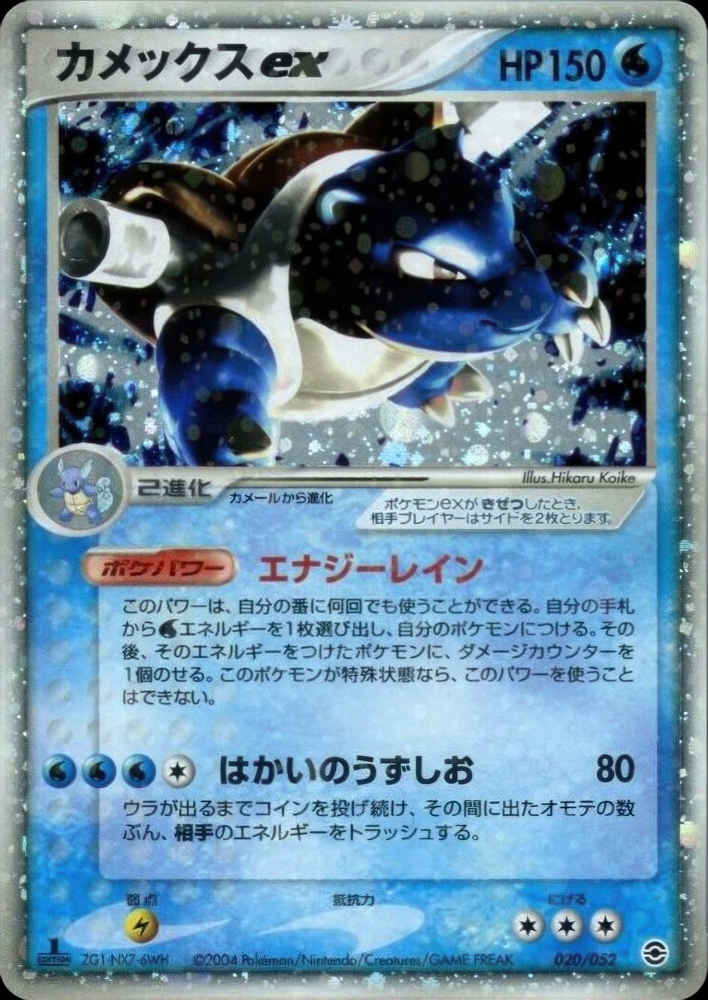 カメックスex HP150
Illus.Hikaru Koike
2進化
カメールから進化
ポケモンexがきぜつしたとき、
相手プレイヤーはサイドを2枚とります。
ポケパワー エナジーレイン
このパワーは、自分の番に何回でも使うことができる。自分の手札
からエネルギーを1枚選び出し、自分のポケモンにつける。その
後、そのエネルギーをつけたポケモンに、ダメージカウンターを
1個のせる。このポケモンが特殊状態なら、このパワーを使うこと
はできない。
はかいのうずしお 80
ウラが出るまでコインを投げ続け、その間に出たオモテの数
ぶん、相手のエネルギーをトラッシュする。
弱点 抵抗力 にげる
1 EDITION ZG1-NX7-6WH ©2004 Pokémon/Nintendo/Creatures/GAME FREAK 020/052